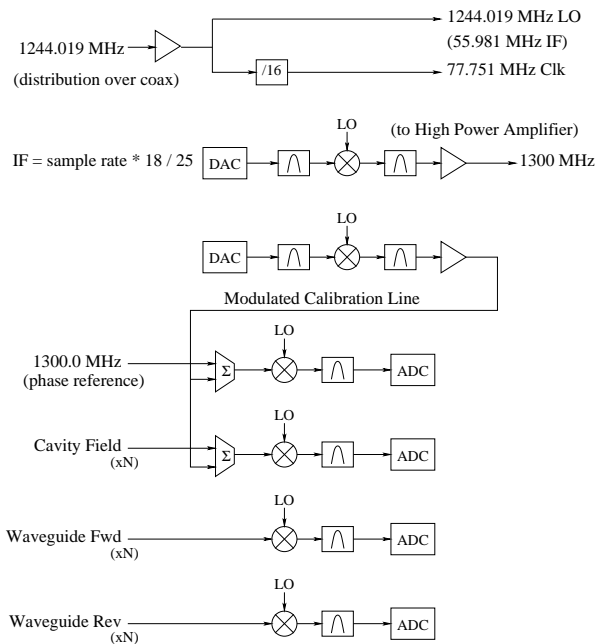 1244.019 MHz
(distribution over coax)
/16
1244.019 MHz LO
(55.981 MHz IF)
77.751 MHz Clk
IF = sample rate * 18 / 25
DAC
LO
(to High Power Amplifier)
1300 MHz
DAC
LO
Modulated Calibration Line
1300.0 MHz
(phase reference)
Σ
LO
ADC
Cavity Field
(xN)
Σ
LO
ADC
Waveguide Fwd
(xN)
LO
ADC
Waveguide Rev
(xN)
LO
ADC